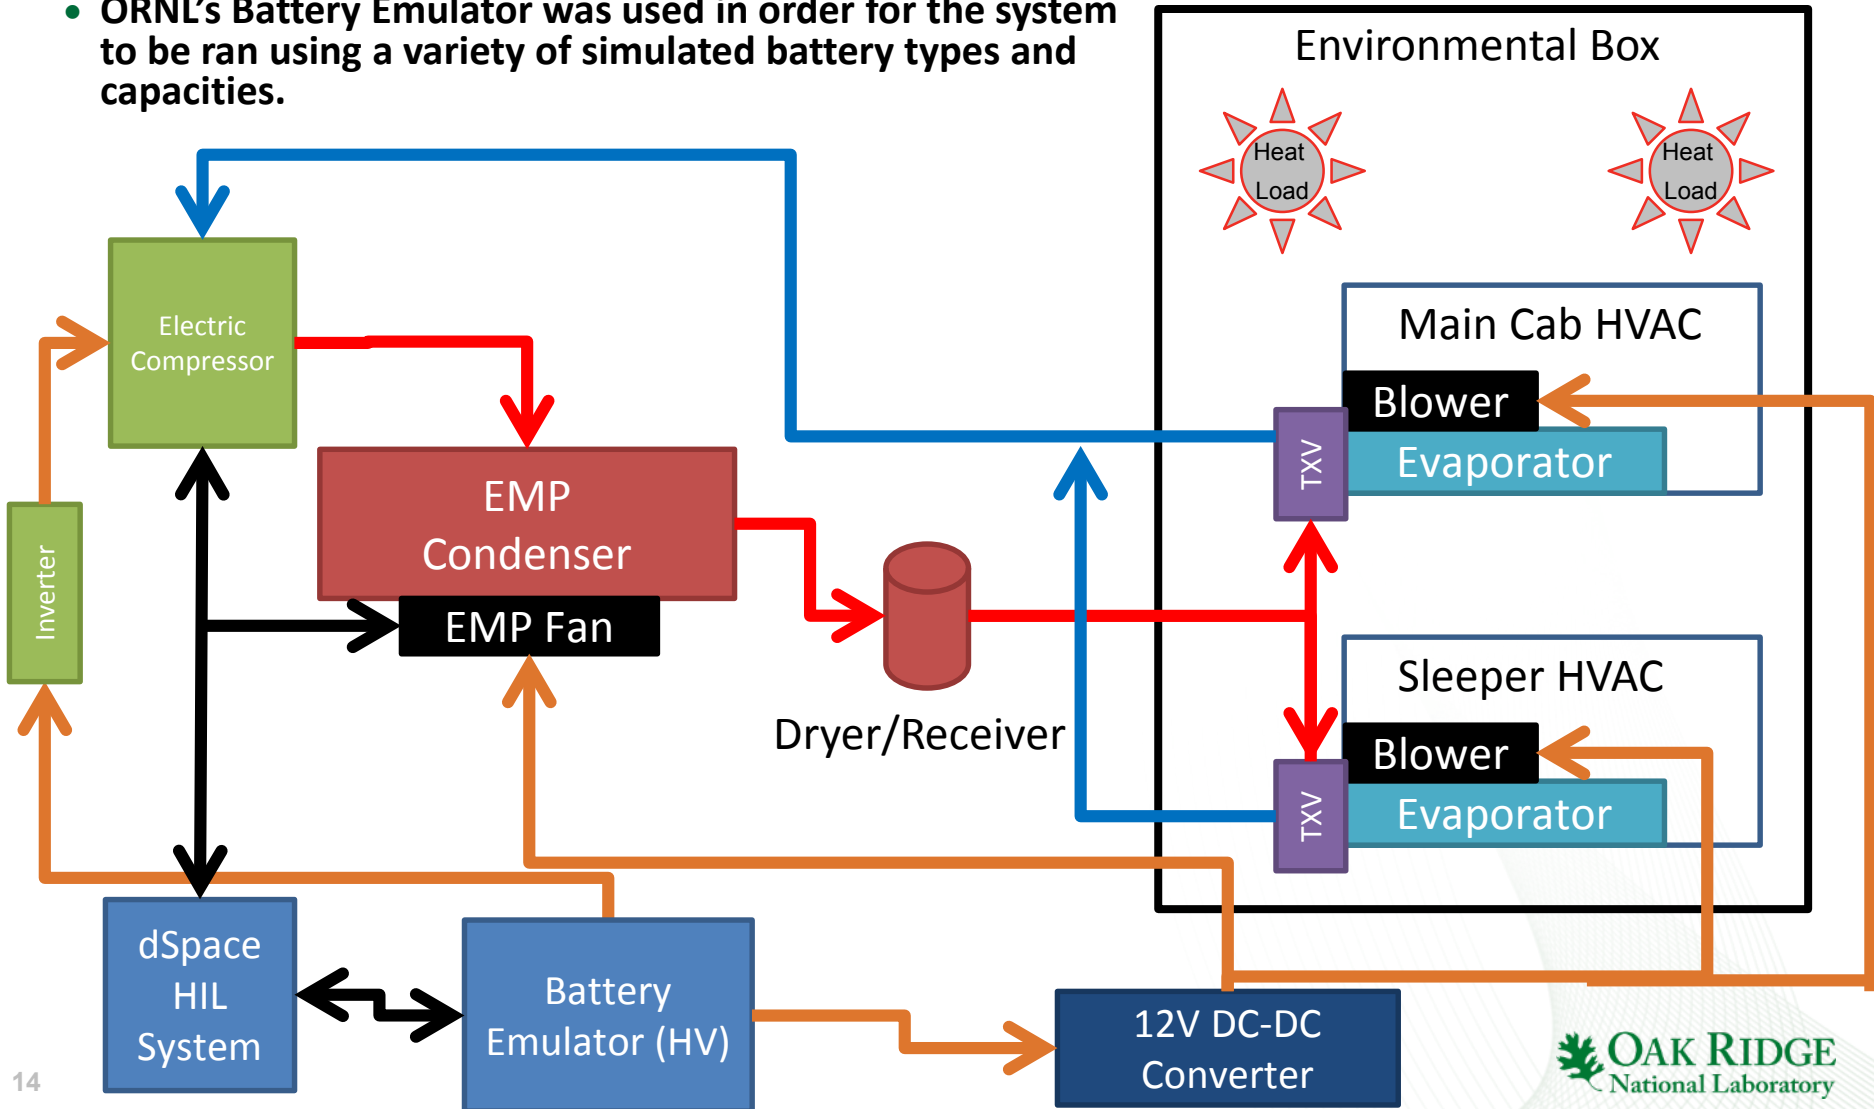 • ORNL's Battery Emulator was used in order for the system
to be ran using a variety of simulated battery types and
capacities.
Environmental Box
Heat
Load
Heat
Load
Electric
Compressor
Main Cab HVAC
Blower
TXV
Evaporator
EMP
Condenser
EMP Fan
Inverter
Dryer/Receiver
Sleeper HVAC
Blower
TXV
Evaporator
dSpace
HIL
System
Battery
Emulator (HV)
12V DC-DC
Converter
OAK RIDGE
National Laboratory
14